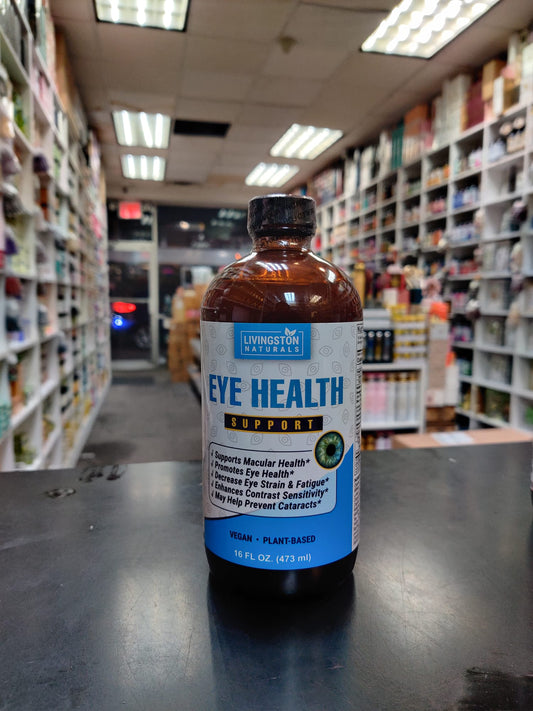 LIVINGSTON
NATURALS
EYE HEALTH
SUPPORT
√ Supports Macular Health*
√ Promotes Eye Health*
√ Decrease Eye Strain & Fatigue*
√ Enhances Contrast Sensitivity*
√ May Help Prevent Cataracts*
VEGAN • PLANT-BASED
16 FL OZ. (473 ml)